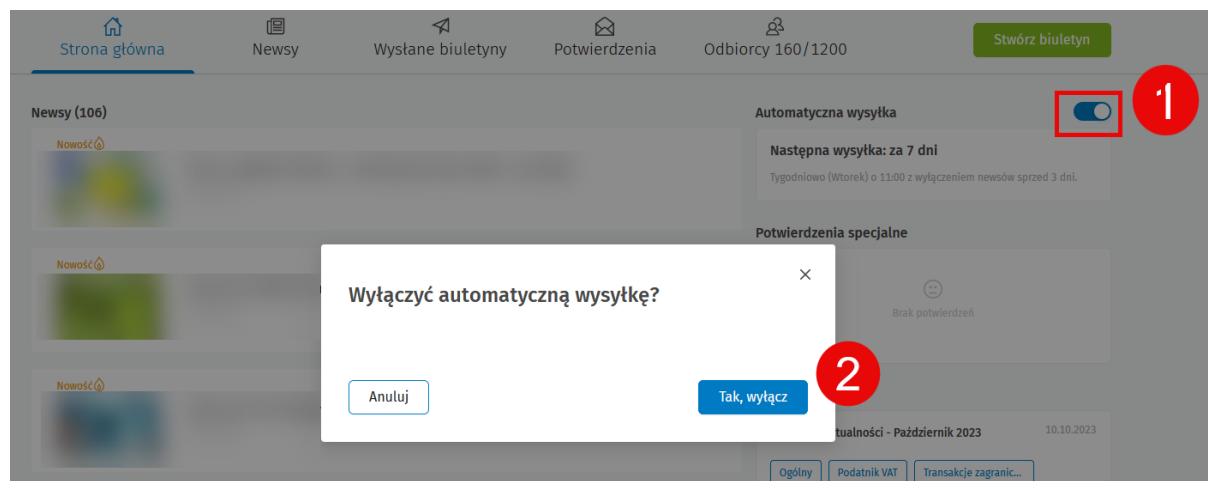 Strona główna
Newsy
Wysłane biuletyny
Potwierdzenia
Odbiorcy 160/1200
Stwórz biuletyn
1
Newsy (106)
Nowość
Nowość
Nowość
Automatyczna wysyłka
Następna wysyłka: za 7 dni
Tygodniowo (Wtorek) o 11:00 z wyłączeniem newsów sprzed 3 dni.
Potwierdzenia specjalne
Brak potwierdzeń
Wyłączyć automatyczną wysyłkę?
Anuluj
Tak, wyłącz
2
tualności - Październik 2023
10.10.2023
Ogólny
Podatnik VAT
Transakcje zagranic...